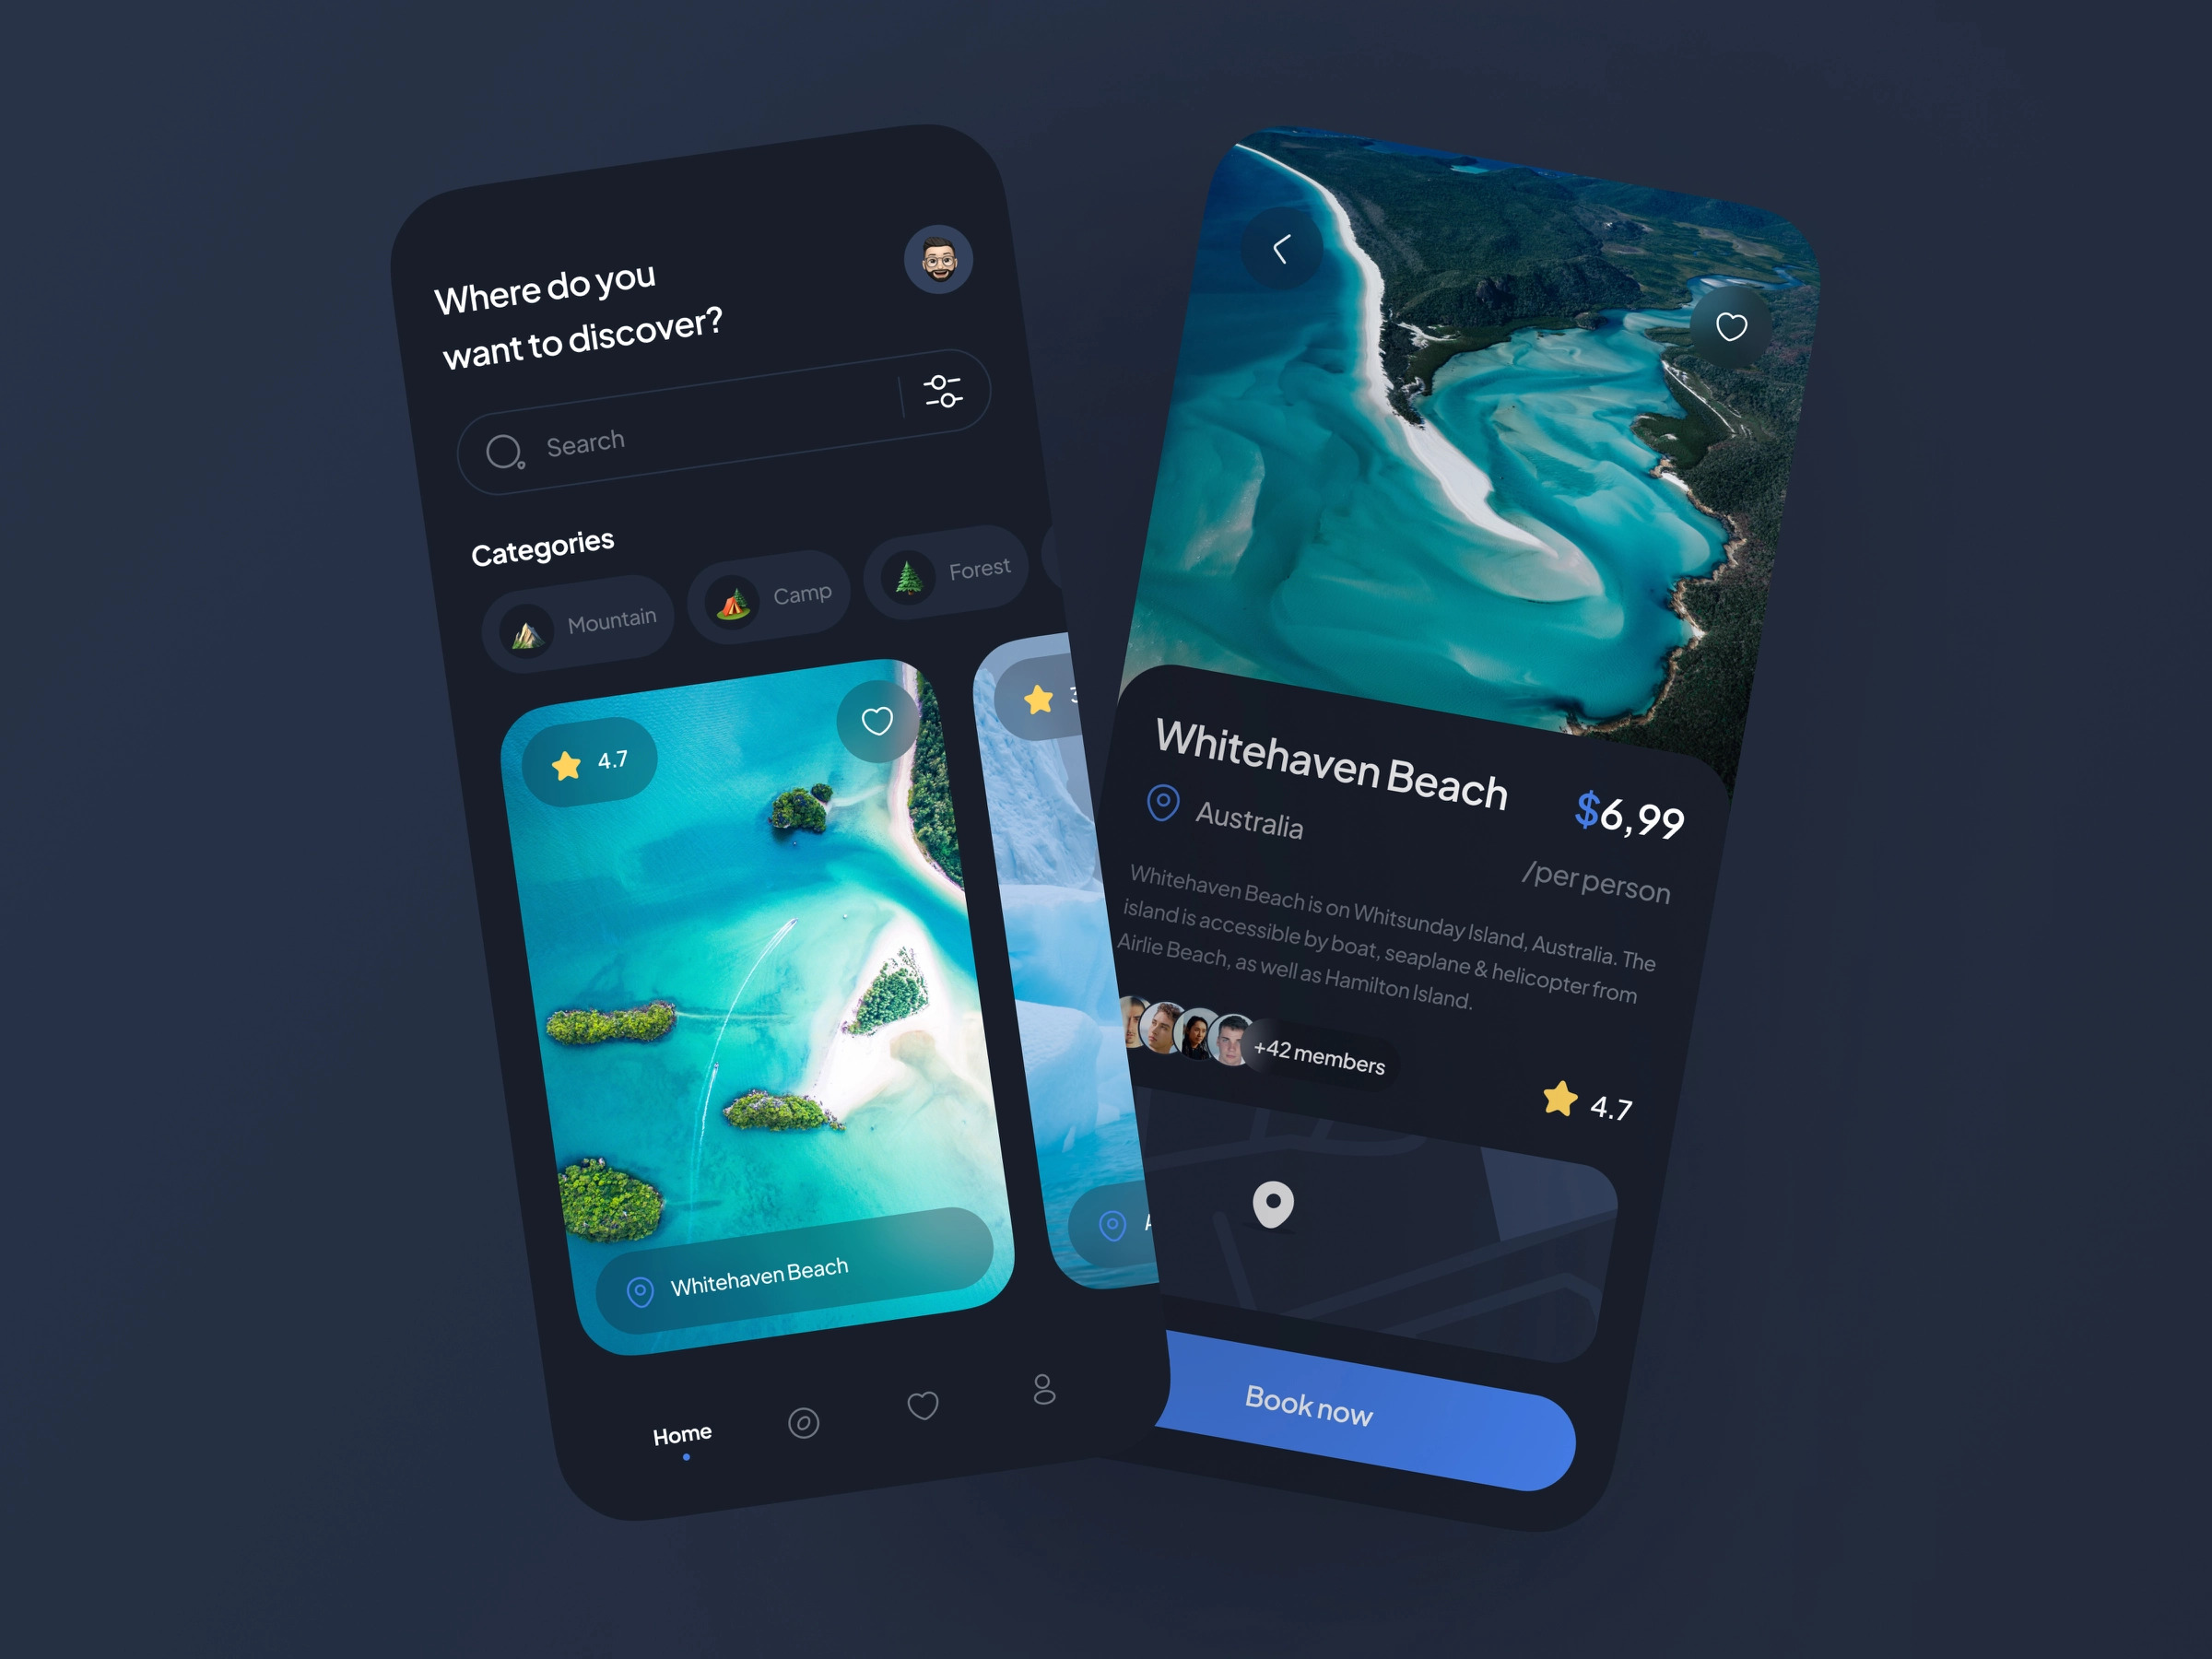 Where do you
want to discover?
Search
Categories
Mountain
Camp
Forest
4.7
Whitehaven Beach
Home
Whitehaven Beach
$6,99
Australia
/per person
Whitehaven Beach is on Whitsunday Island, Australia. The
island is accessible by boat, seaplane & helicopter from
Airlie Beach, as well as Hamilton Island.
+42 members
4.7
Book now